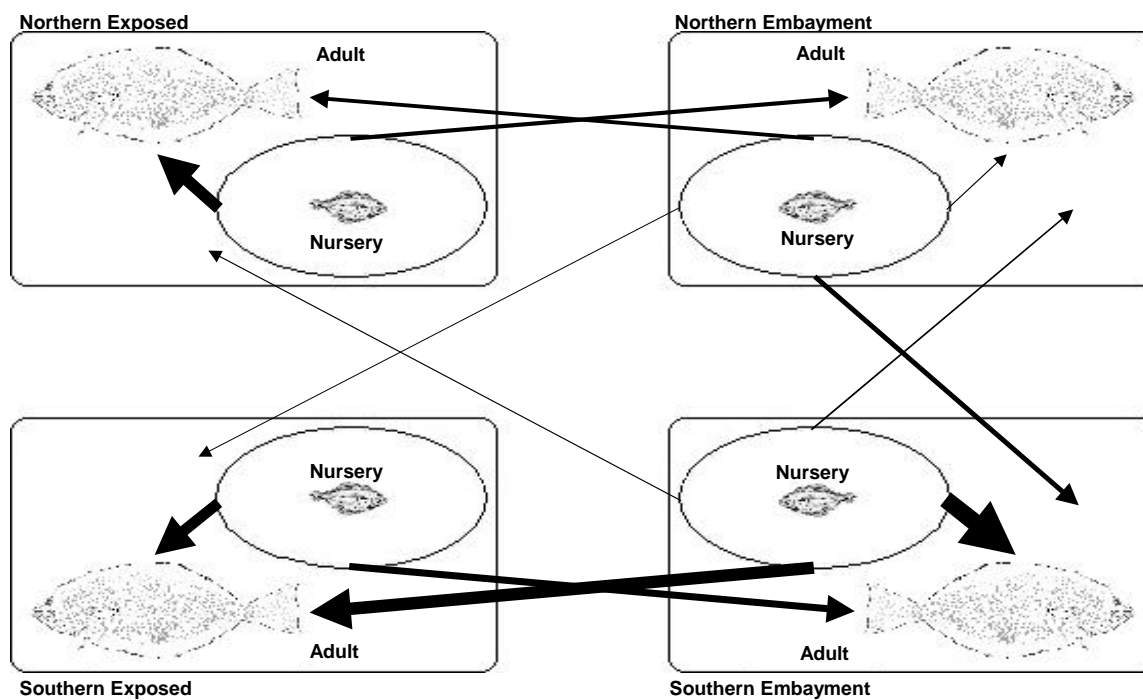 Northern Exposed
Northern Embayment
Adult
Adult
Nursery
Nursery
Nursery
Nursery
Adult
Adult
Southern Exposed
Southern Embayment